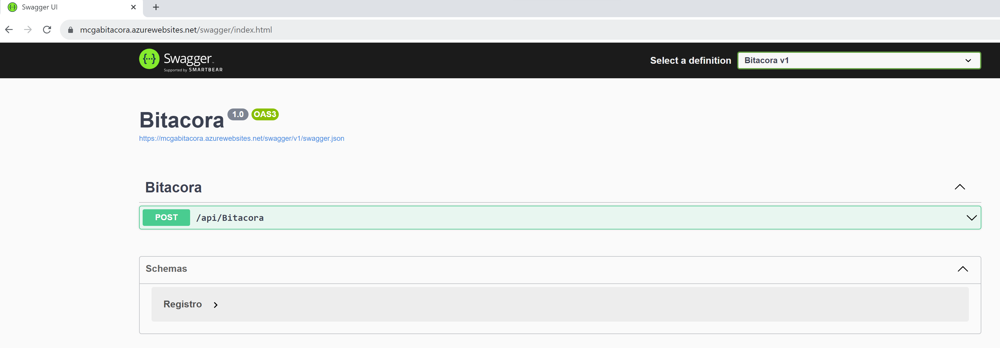 Swagger UI
mcgabitacora.azurewebsites.net/swagger/index.html
{···} Swagger™
Supported by SMARTBEAR
Select a definition
Bitacora v1
Bitacora 1.0 OAS3
https://mcgabitacora.azurewebsites.net/swagger/v1/swagger.json
Bitacora
POST /api/Bitacora
Schemas
Registro